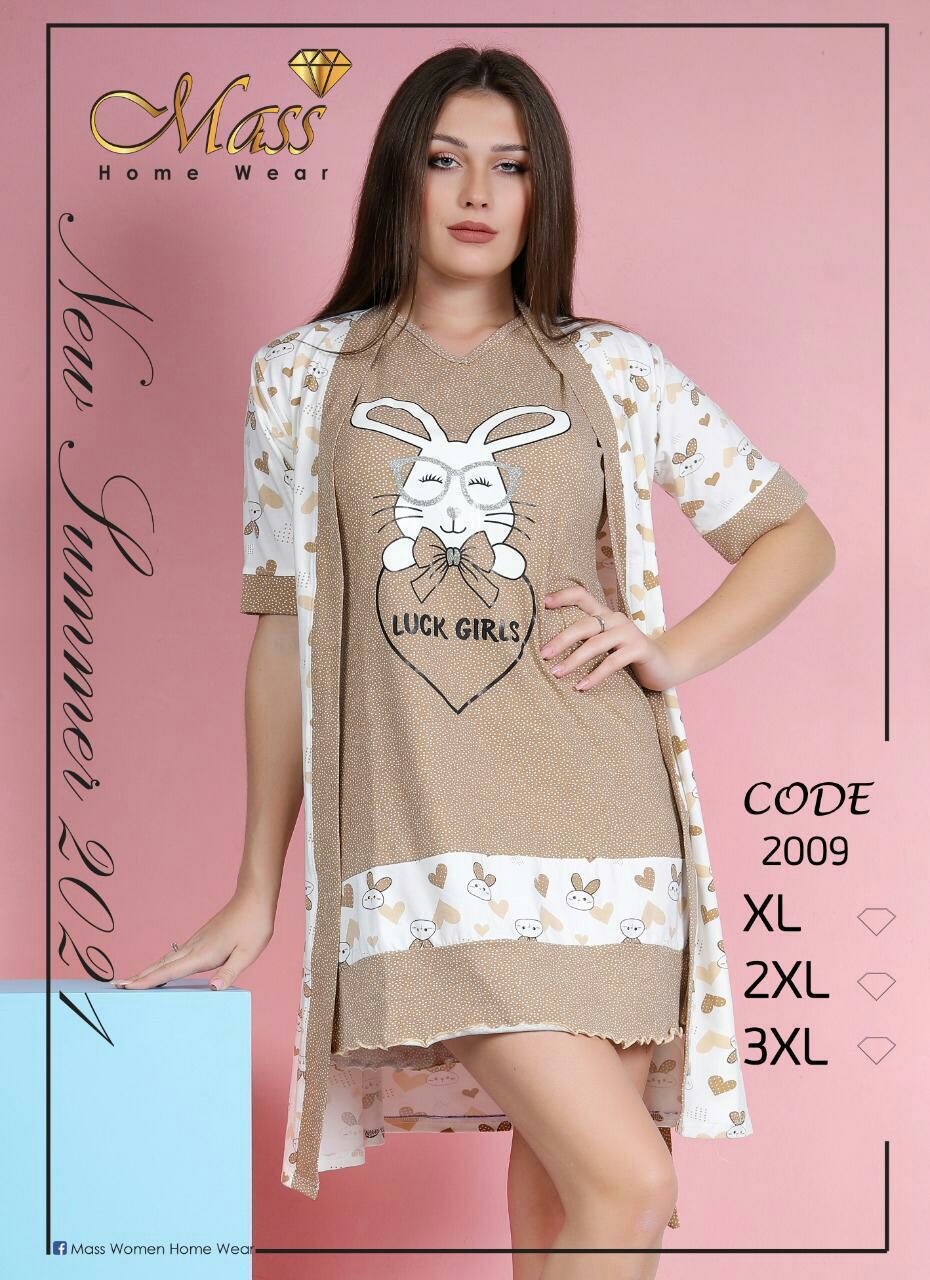 Mass
Home Wear
New Summer 2021
LUCK GIRLS
CODE
2009
XL
2XL
3XL
Mass Women Home Wear